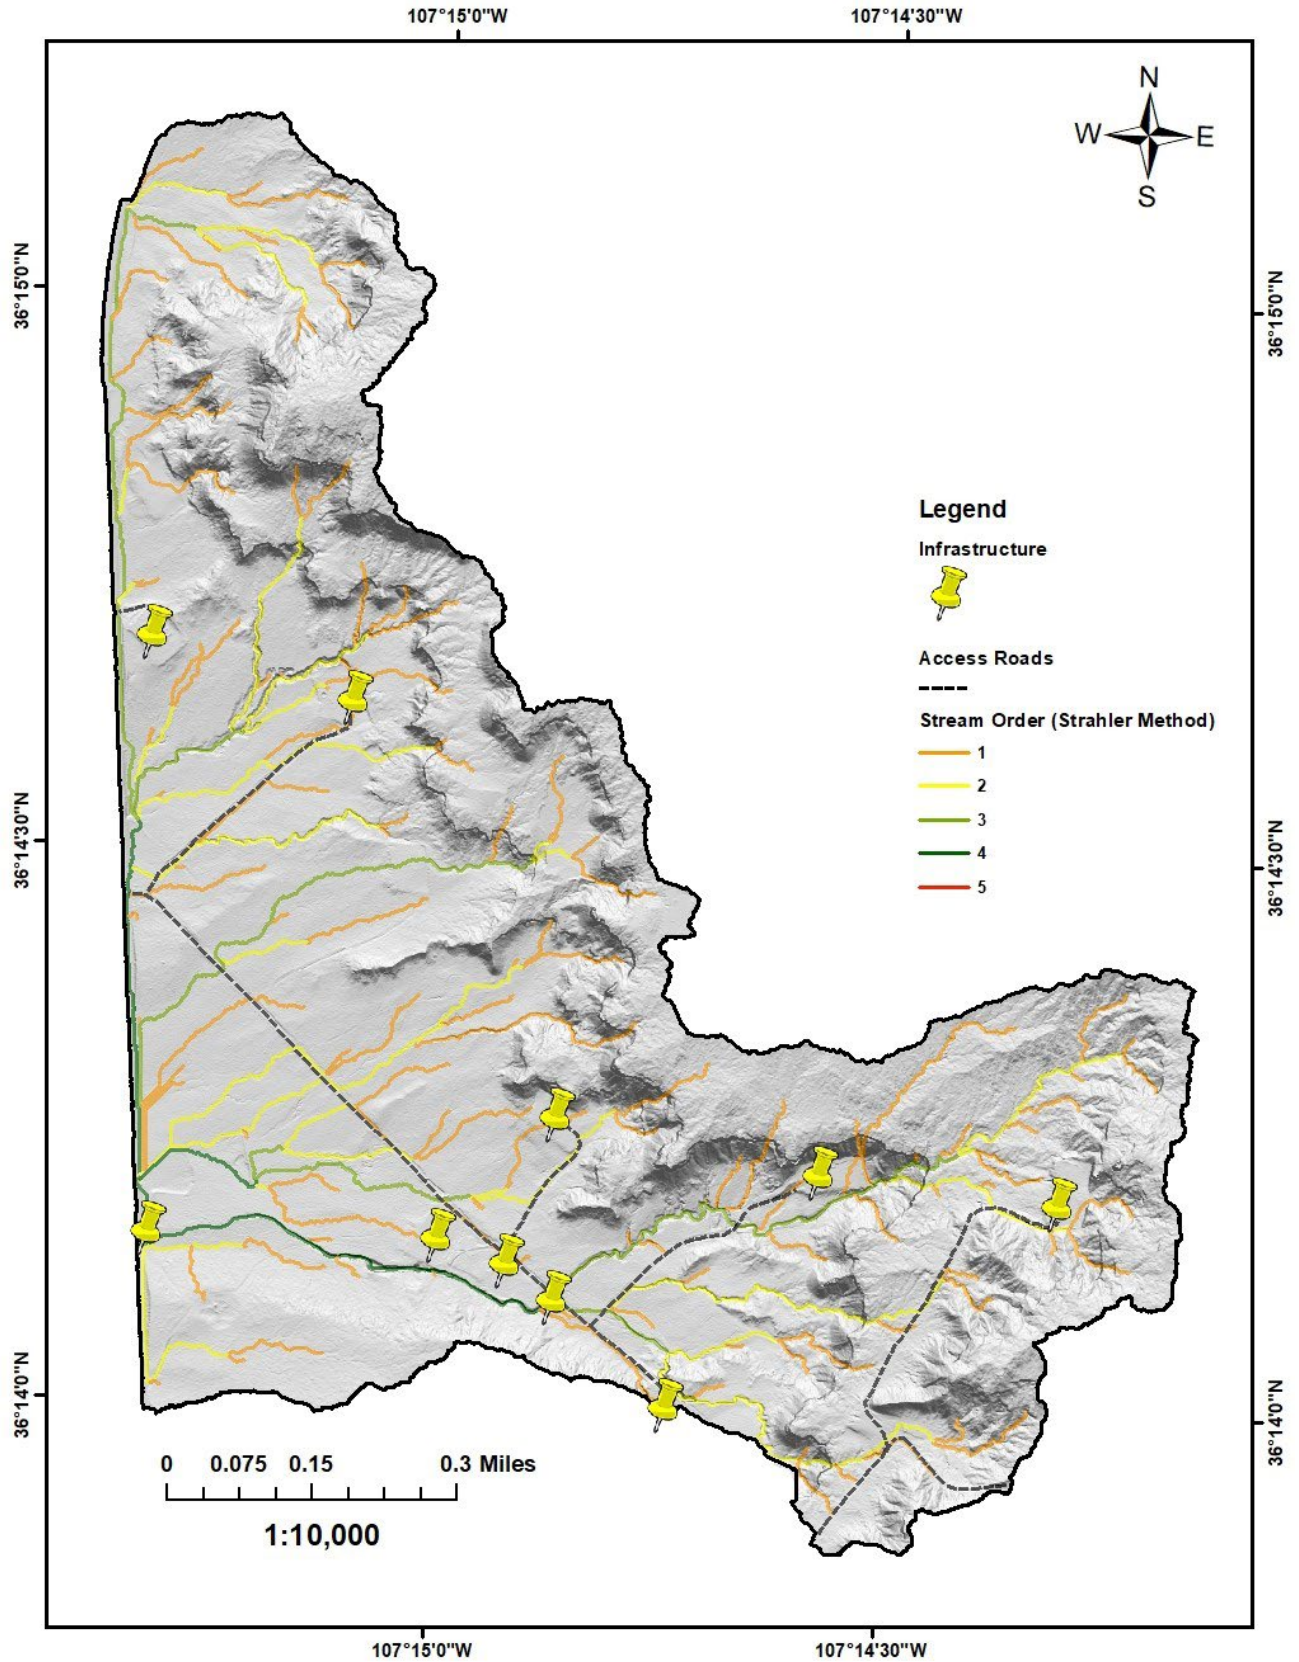 107°15'0"W 107°14'30"W
N
W E
S
36°15'0"N
36°15'0"N
Legend
Infrastructure
Access Roads
Stream Order (Strahler Method)
1
2
3
4
5
36°14'30"N
36°14'30"N
36°14'0"N
36°14'0"N
0 0.075 0.15 0.3 Miles
1:10,000
107°15'0"W 107°14'30"W